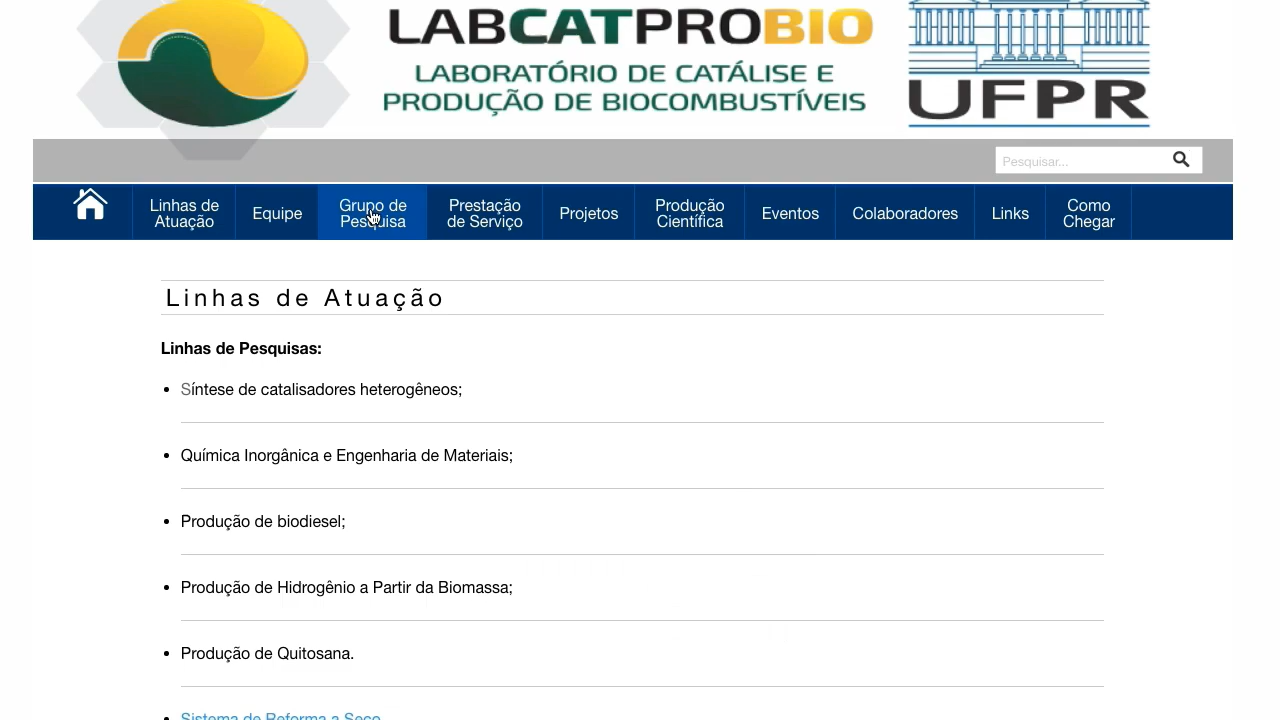 LABCATPROBIO
LABORATÓRIO DE CATÁLISE E
PRODUÇÃO DE BIOCOMBUSTÍVEIS
UFPR
Pesquisar...
Linhas de
Atuação
Equipe
Grupo de
Pesquisa
Prestação
de Serviço
Projetos
Produção
Científica
Eventos
Colaboradores
Links
Como
Chegar
Linhas de Atuação
Linhas de Pesquisas:
Síntese de catalisadores heterogêneos;
Química Inorgânica e Engenharia de Materiais;
Produção de biodiesel;
Produção de Hidrogênio a Partir da Biomassa;
Produção de Quitosana.
Sistema de Reforma a Seco